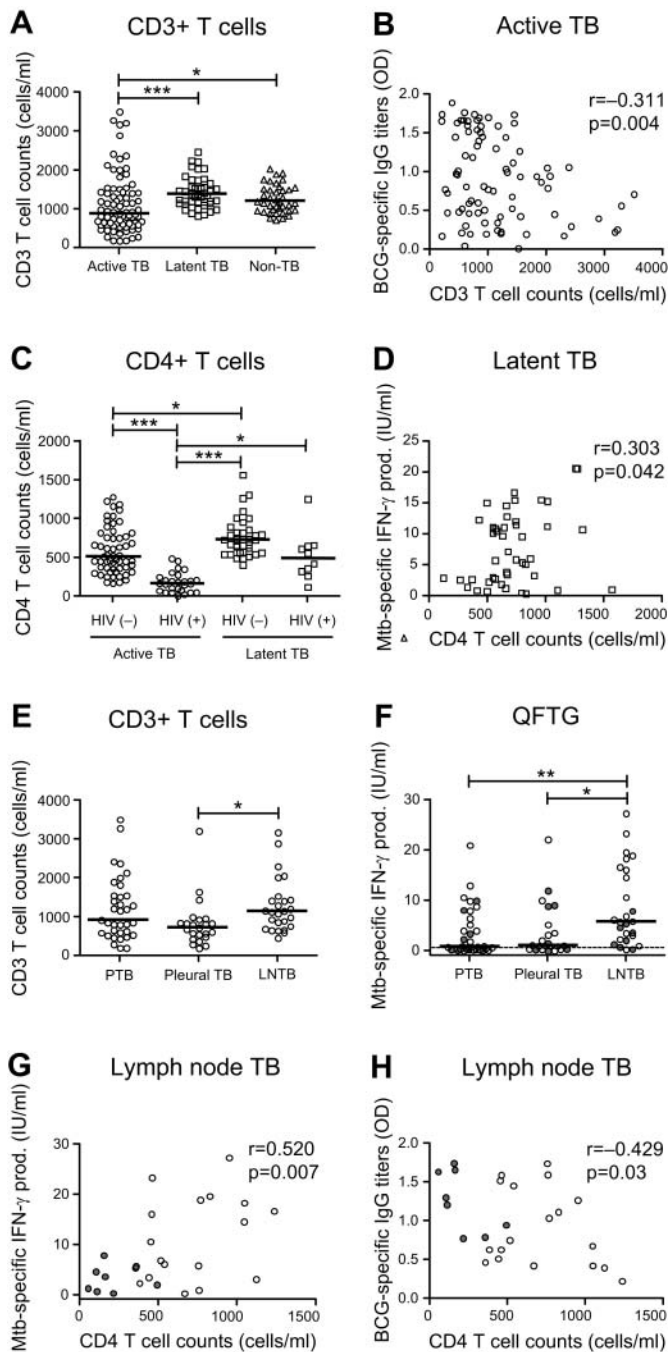 A
CD3+ T cells
CD3 T cell counts (cells/ml)
4000
3000
2000
1000
0
*
***
Active TB
Latent TB
Non-TB
B
Active TB
BCG-specific IgG titers (OD)
2.0
1.5
1.0
0.5
0.0
r=–0.311
p=0.004
0
1000
2000
3000
4000
CD3 T cell counts (cells/ml)
C
CD4+ T cells
CD4 T cell counts (cells/ml)
2000
1500
1000
500
0
*
***
*
***
HIV (–)
HIV (+)
HIV (–)
HIV (+)
Active TB
Latent TB
D
Latent TB
Mtb-specific IFN-γ prod. (IU/ml)
25
20
15
10
5
0
r=0.303
p=0.042
0
500
1000
1500
2000
CD4 T cell counts (cells/ml)
E
CD3+ T cells
CD3 T cell counts (cells/ml)
4000
3000
2000
1000
0
*
PTB
Pleural TB
LNTB
F
QFTG
Mtb-specific IFN-γ prod. (IU/ml)
30
20
10
0
**
*
PTB
Pleural TB
LNTB
G
Lymph node TB
Mtb-specific IFN-γ prod. (IU/ml)
30
20
10
0
r=0.520
p=0.007
0
500
1000
1500
CD4 T cell counts (cells/ml)
H
Lymph node TB
BCG-specific IgG titers (OD)
2.0
1.5
1.0
0.5
0.0
r=–0.429
p=0.03
0
500
1000
1500
CD4 T cell counts (cells/ml)